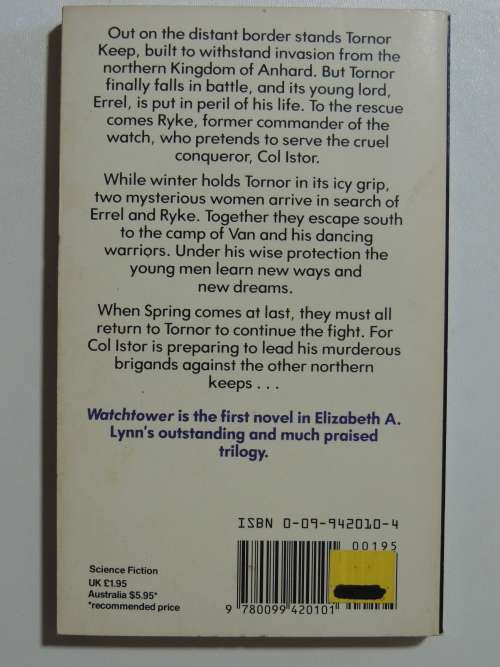 Out on the distant border stands Tornor
Keep, built to withstand invasion from the
northern Kingdom of Anhard. But Tornor
finally falls in battle, and its young lord,
Errel, is put in peril of his life. To the rescue
comes Ryke, former commander of the
watch, who pretends to serve the cruel
conqueror, Col Istor.
While winter holds Tornor in its icy grip,
two mysterious women arrive in search of
Errel and Ryke. Together they escape south
to the camp of Van and his dancing
warriors. Under his wise protection the
young men learn new ways and
new dreams.
When Spring comes at last, they must all
return to Tornor to continue the fight. For
Col Istor is preparing to lead his murderous
brigands against the other northern
keeps . . .
Watchtower is the first novel in Elizabeth A.
Lynn's outstanding and much praised
trilogy.
ISBN 0-09-942010-4
00195
Science Fiction
UK £1.95
Australia $5.95*
*recommended price
9 780099 420101